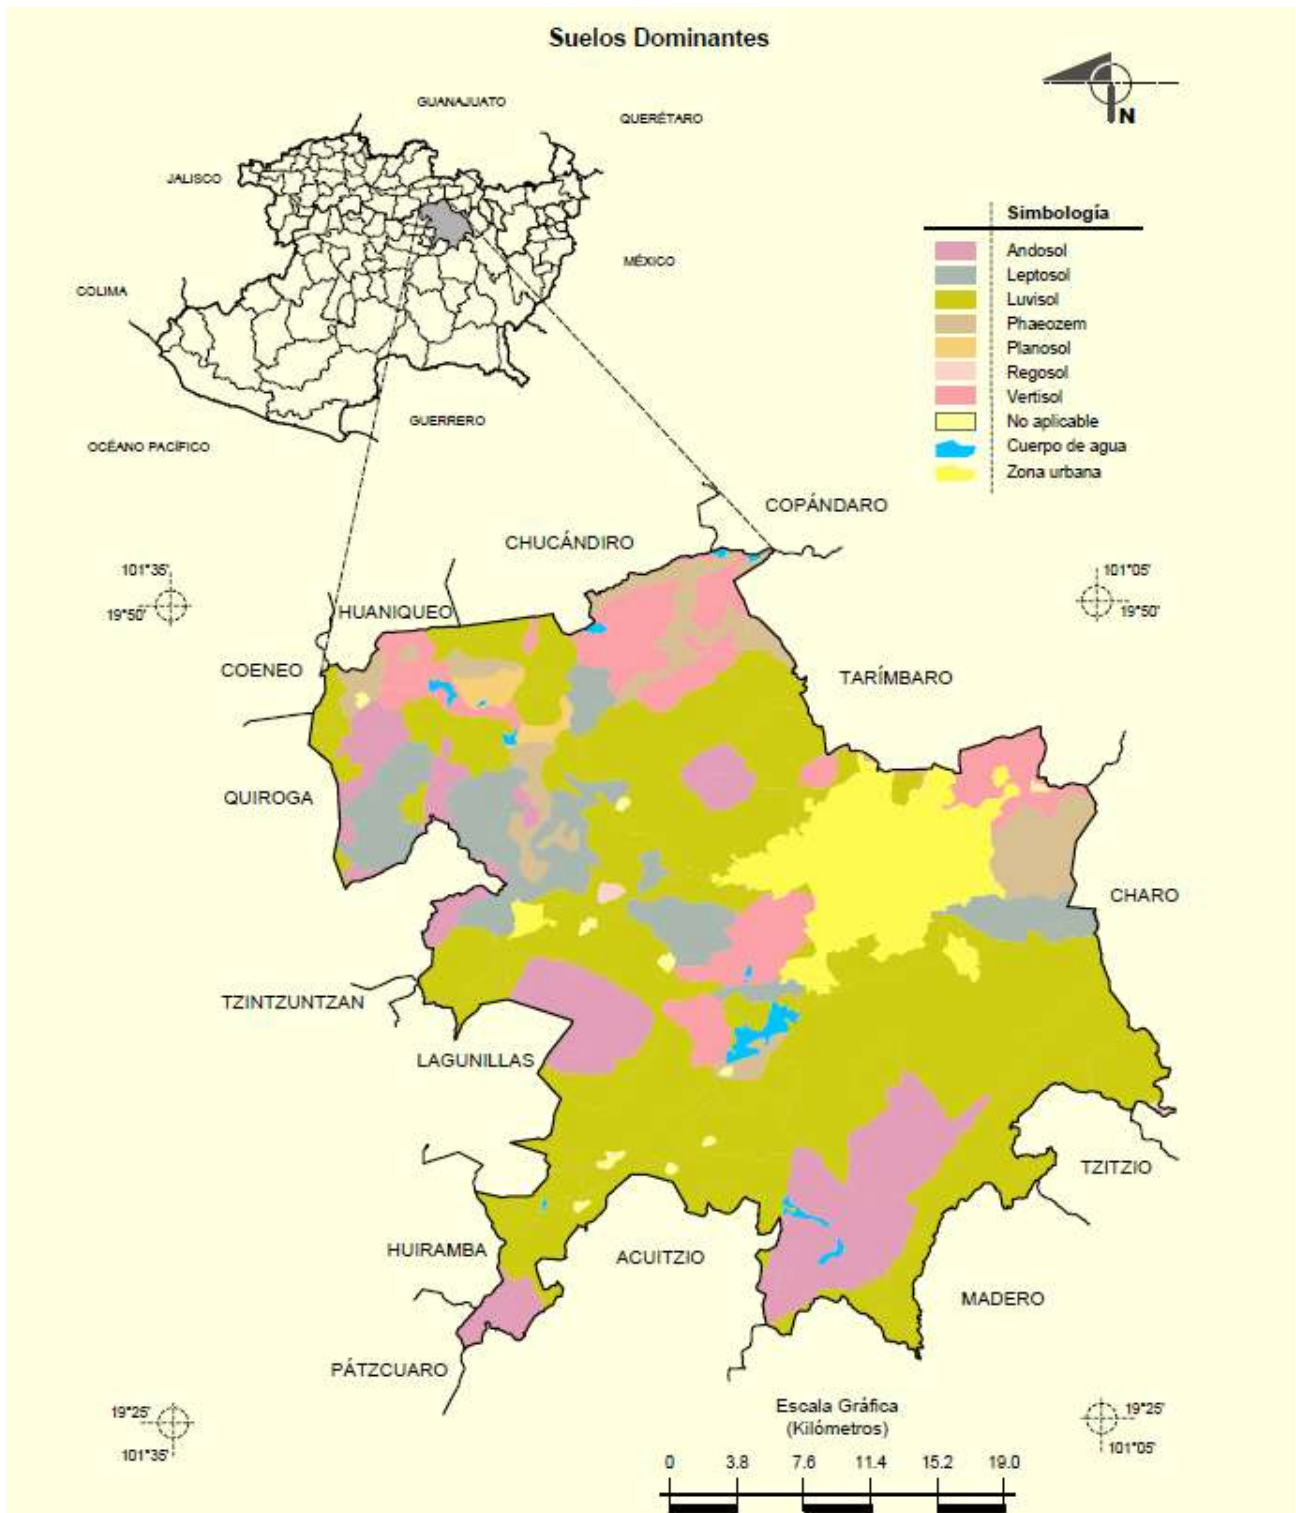 Suelos Dominantes
N
GUANAJUATO
QUERÉTARO
JALISCO
MÉXICO
COLIMA
GUERRERO
OCÉANO PACÍFICO
Simbología
Andosol
Leptosol
Luvisol
Phaeozem
Planosol
Regosol
Vertisol
No aplicable
Cuerpo de agua
Zona urbana
COPÁNDARO
CHUCÁNDIRO
101°35'
19°50'
101°05'
19°50'
HUANIQUEO
COENEO
TARÍMBARO
QUIROGA
CHARO
TZINTZUNTZAN
LAGUNILLAS
TZITZIO
HUIRAMBA
ACUITZIO
MADERO
PÁTZCUARO
19°25'
101°35'
19°25'
101°05'
Escala Gráfica
(Kilómetros)
0 3.8 7.6 11.4 15.2 19.0